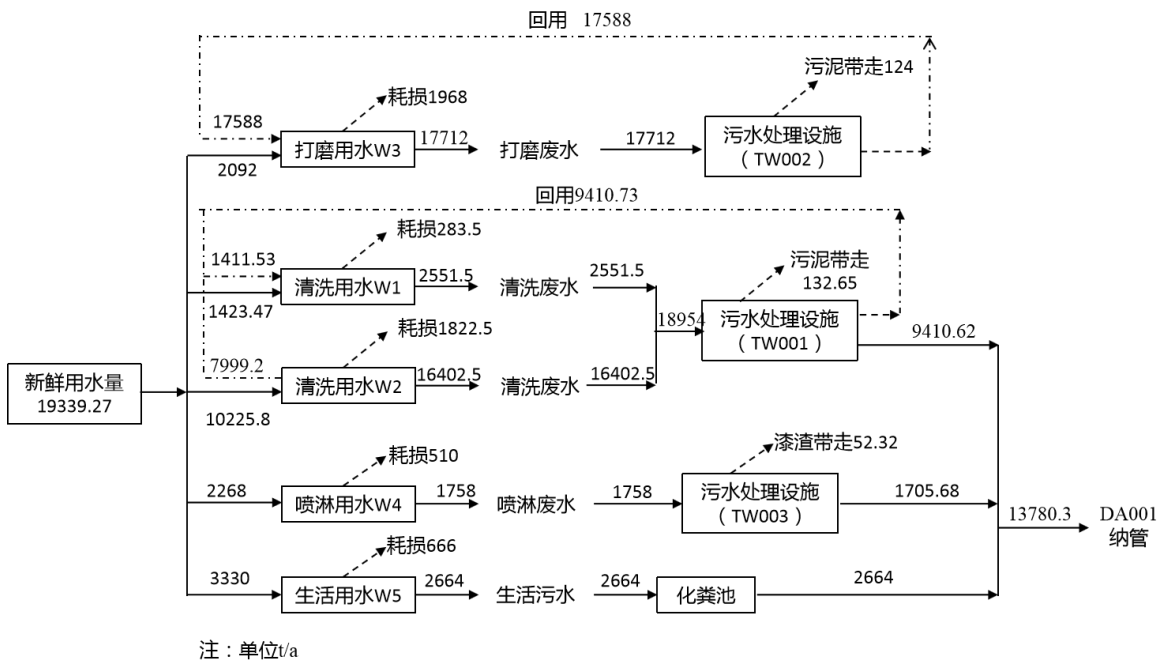 回用 17588
污泥带走124
耗损1968
17588
打磨用水W3
17712
打磨废水
17712
污水处理设施
（TW002）
2092
回用9410.73
耗损283.5
1411.53
清洗用水W1
2551.5
清洗废水
2551.5
污泥带走
132.65
1423.47
18954
污水处理设施
（TW001）
9410.62
耗损1822.5
7999.2
清洗用水W2
16402.5
清洗废水
16402.5
新鲜用水量
19339.27
10225.8
漆渣带走52.32
耗损510
2268
喷淋用水W4
1758
喷淋废水
1758
污水处理设施
（TW003）
1705.68
13780.3
DA001
纳管
耗损666
3330
生活用水W5
2664
生活污水
2664
化粪池
2664
注：单位t/a